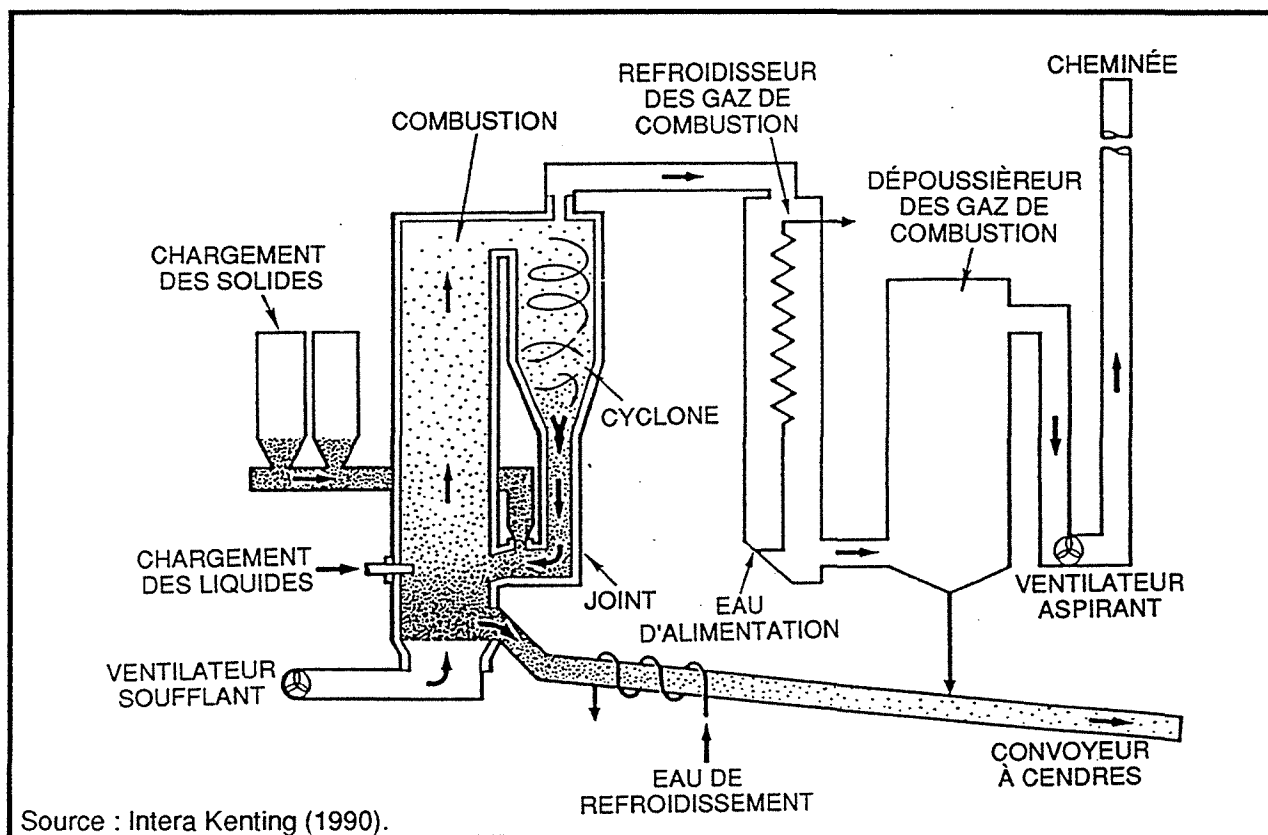 CHEMINÉE
REFROIDISSEUR
DES GAZ DE
COMBUSTION
COMBUSTION
DÉPOUSSIÈREUR
DES GAZ DE
COMBUSTION
CHARGEMENT
DES SOLIDES
CYCLONE
CHARGEMENT
DES LIQUIDES
JOINT
EAU
D'ALIMENTATION
VENTILATEUR
ASPIRANT
VENTILATEUR
SOUFFLANT
CONVOYEUR
À CENDRES
EAU DE
REFROIDISSEMENT
Source : Intera Kenting (1990).